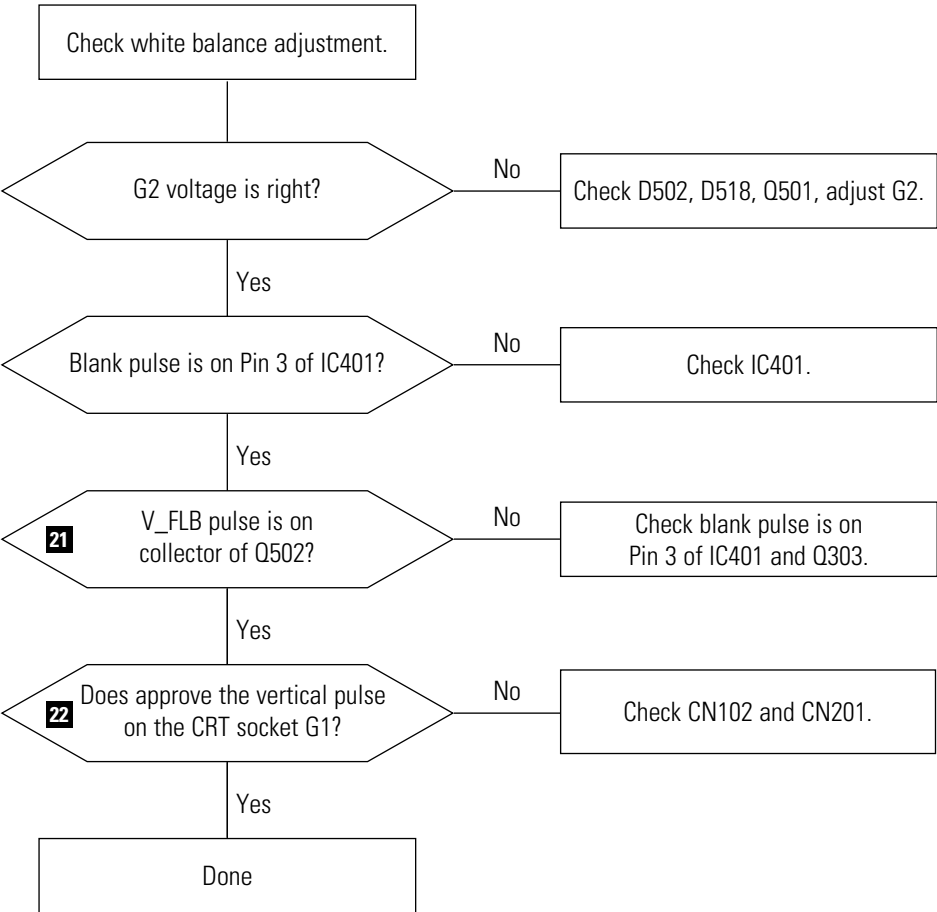 Check white balance adjustment.
G2 voltage is right?
No
Check D502, D518, Q501, adjust G2.
Yes
Blank pulse is on Pin 3 of IC401?
No
Check IC401.
Yes
21
V_FLB pulse is on
collector of Q502?
No
Check blank pulse is on
Pin 3 of IC401 and Q303.
Yes
22
Does approve the vertical pulse
on the CRT socket G1?
No
Check CN102 and CN201.
Yes
Done